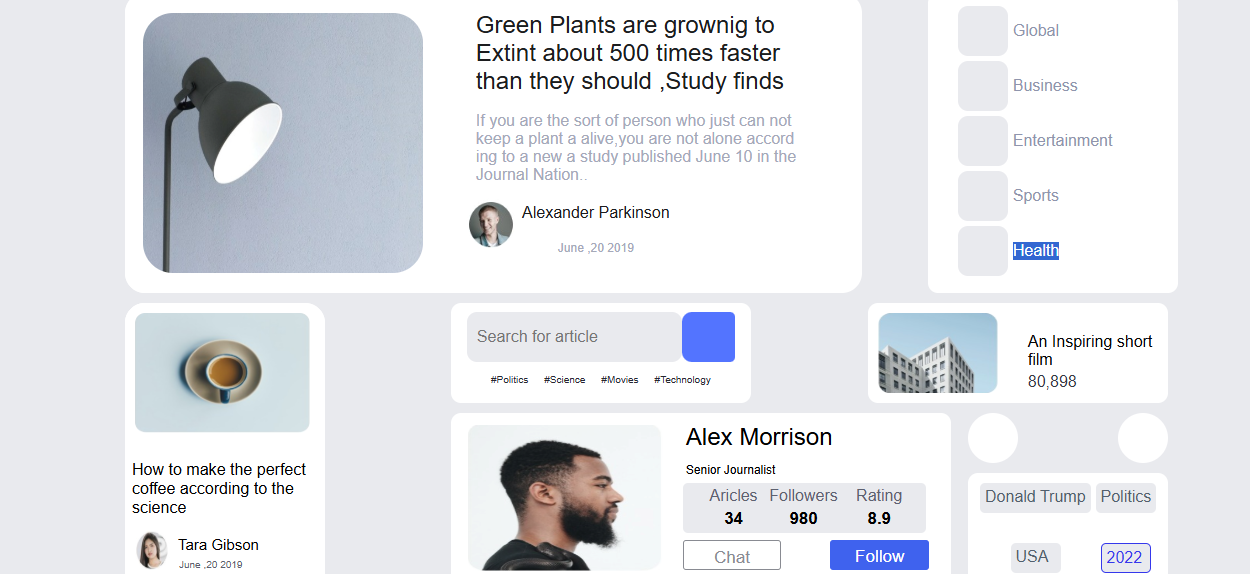 Green Plants are grownig to
Extint about 500 times faster
than they should ,Study finds
If you are the sort of person who just can not
keep a plant a alive,you are not alone accord
ing to a new a study published June 10 in the
Journal Nation..
Alexander Parkinson
June ,20 2019
Global
Business
Entertainment
Sports
Health
How to make the perfect
coffee according to the
science
Tara Gibson
June ,20 2019
Search for article
#Politics #Science #Movies #Technology
An Inspiring short
film
80,898
Alex Morrison
Senior Journalist
Aricles Followers Rating
34 980 8.9
Chat Follow
Donald Trump Politics
USA 2022